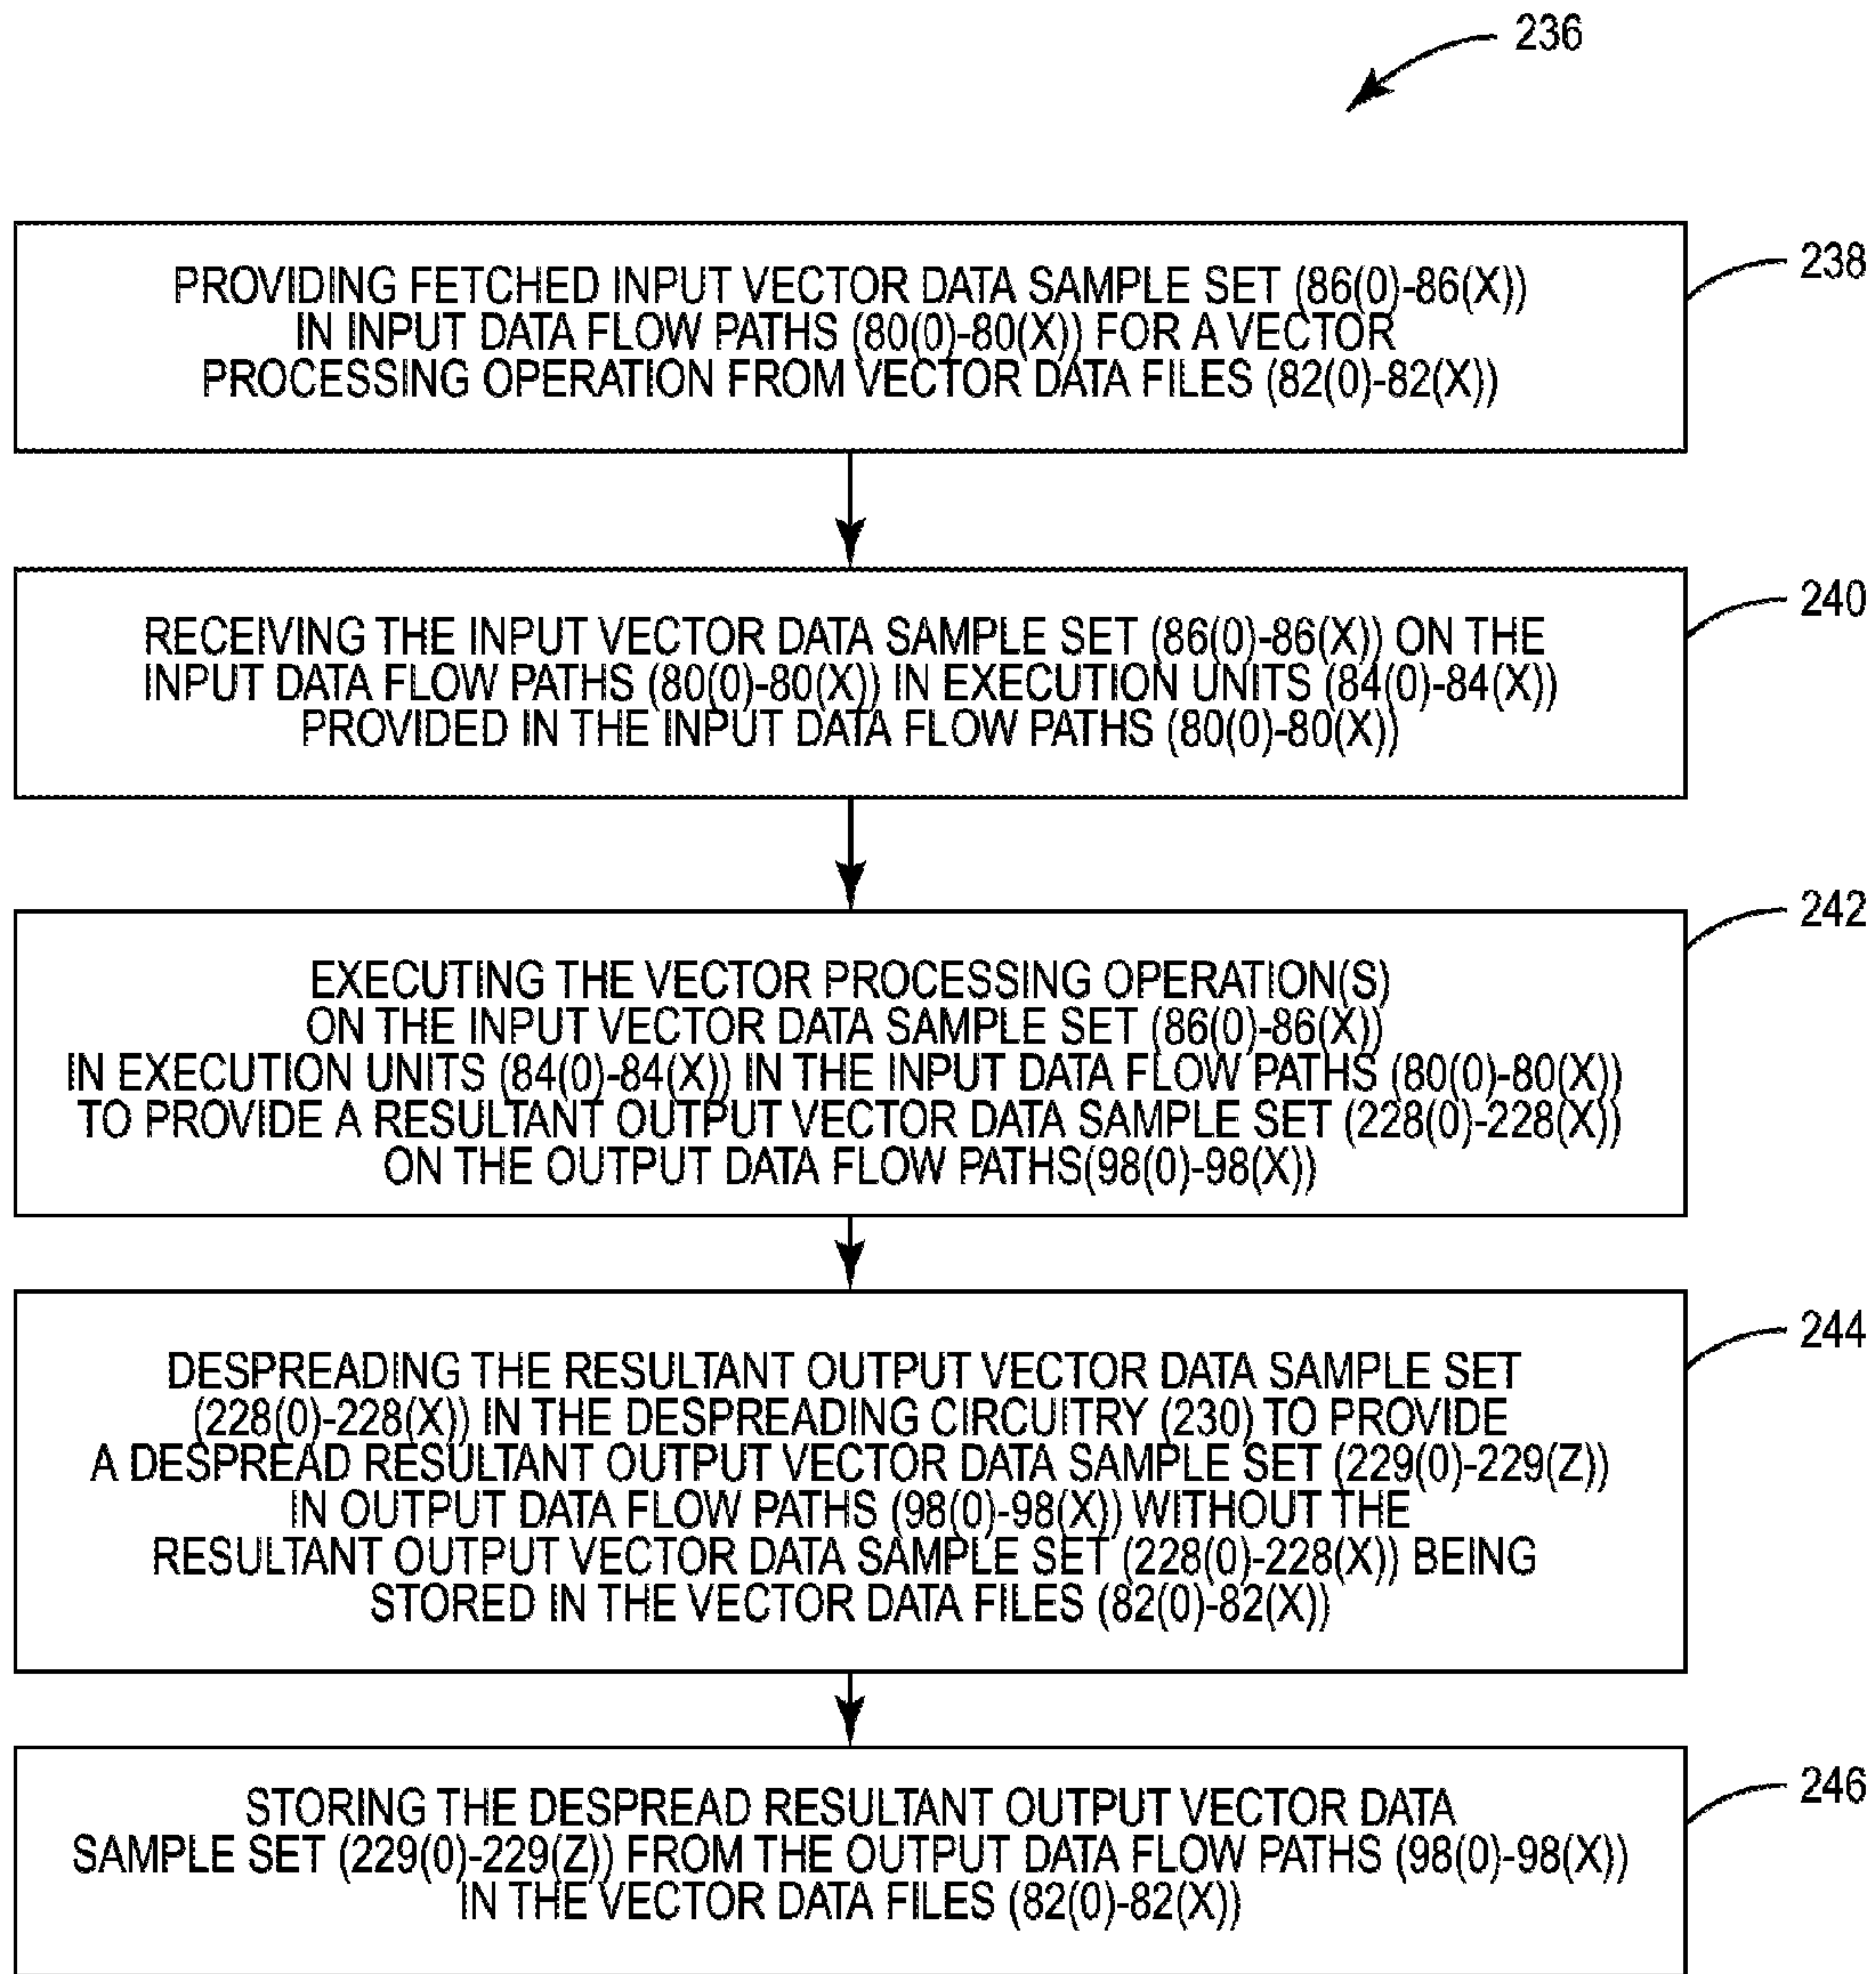 236
PROVIDING FETCHED INPUT VECTOR DATA SAMPLE SET (86(0)-86(X))
IN INPUT DATA FLOW PATHS (80(0)-80(X)) FOR A VECTOR
PROCESSING OPERATION FROM VECTOR DATA FILES (82(0)-82(X))
238
RECEIVING THE INPUT VECTOR DATA SAMPLE SET (86(0)-86(X)) ON THE
INPUT DATA FLOW PATHS (80(0)-80(X)) IN EXECUTION UNITS (84(0)-84(X))
PROVIDED IN THE INPUT DATA FLOW PATHS (80(0)-80(X))
240
EXECUTING THE VECTOR PROCESSING OPERATION(S)
ON THE INPUT VECTOR DATA SAMPLE SET (86(0)-86(X))
IN EXECUTION UNITS (84(0)-84(X)) IN THE INPUT DATA FLOW PATHS (80(0)-80(X))
TO PROVIDE A RESULTANT OUTPUT VECTOR DATA SAMPLE SET (228(0)-228(X))
ON THE OUTPUT DATA FLOW PATHS(98(0)-98(X))
242
DESPREADING THE RESULTANT OUTPUT VECTOR DATA SAMPLE SET
(228(0)-228(X)) IN THE DESPREADING CIRCUITRY (230) TO PROVIDE
A DESPREAD RESULTANT OUTPUT VECTOR DATA SAMPLE SET (229(0)-229(Z))
IN OUTPUT DATA FLOW PATHS (98(0)-98(X)) WITHOUT THE
RESULTANT OUTPUT VECTOR DATA SAMPLE SET (228(0)-228(X)) BEING
STORED IN THE VECTOR DATA FILES (82(0)-82(X))
244
STORING THE DESPREAD RESULTANT OUTPUT VECTOR DATA
SAMPLE SET (229(0)-229(Z)) FROM THE OUTPUT DATA FLOW PATHS (98(0)-98(X))
IN THE VECTOR DATA FILES (82(0)-82(X))
246